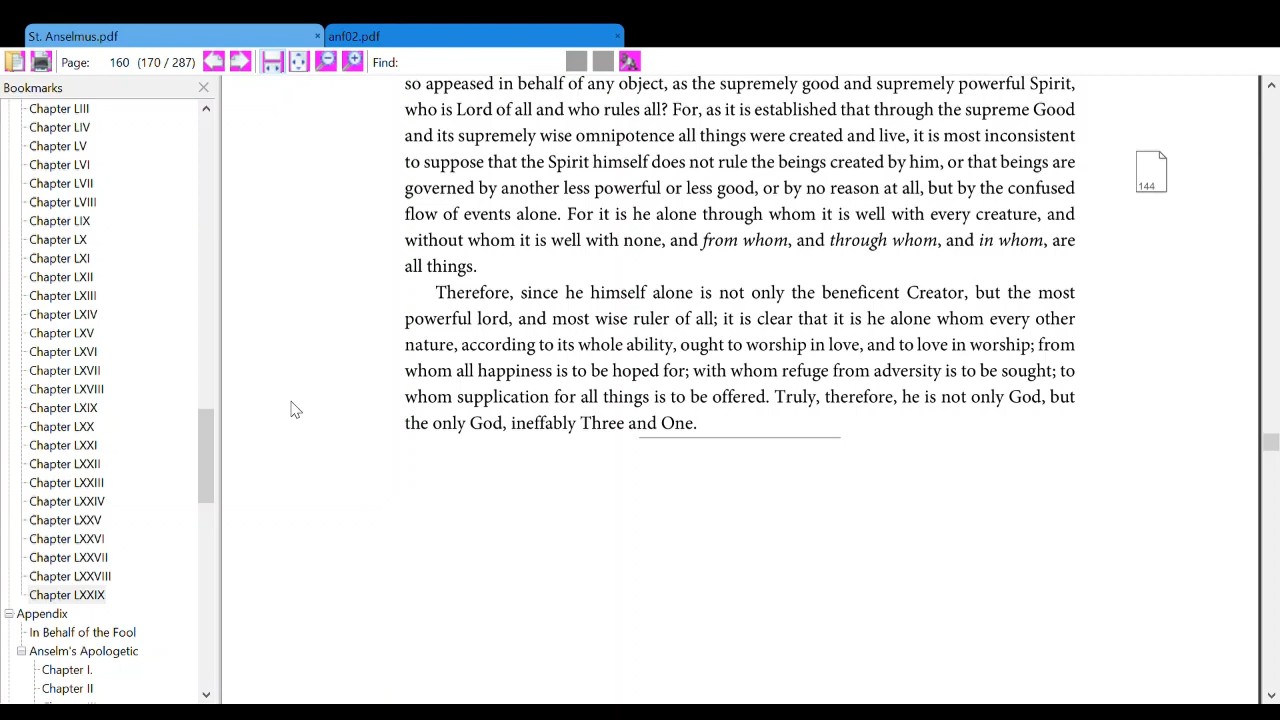 St. Anselmus.pdf
anf02.pdf
Page: 160 (170 / 287) Find:
Bookmarks
Chapter LIII
Chapter LIV
Chapter LV
Chapter LVI
Chapter LVII
Chapter LVIII
Chapter LIX
Chapter LX
Chapter LXI
Chapter LXII
Chapter LXIII
Chapter LXIV
Chapter LXV
Chapter LXVI
Chapter LXVII
Chapter LXVIII
Chapter LXIX
Chapter LXX
Chapter LXXI
Chapter LXXII
Chapter LXXIII
Chapter LXXIV
Chapter LXXV
Chapter LXXVI
Chapter LXXVII
Chapter LXXVIII
Chapter LXXIX
Appendix
In Behalf of the Fool
Anselm's Apologetic
Chapter I.
Chapter II
so appeased in behalf of any object, as the supremely good and supremely powerful Spirit,
who is Lord of all and who rules all? For, as it is established that through the supreme Good
and its supremely wise omnipotence all things were created and live, it is most inconsistent
to suppose that the Spirit himself does not rule the beings created by him, or that beings are
governed by another less powerful or less good, or by no reason at all, but by the confused
flow of events alone. For it is he alone through whom it is well with every creature, and
without whom it is well with none, and from whom, and through whom, and in whom, are
all things.
Therefore, since he himself alone is not only the beneficent Creator, but the most
powerful lord, and most wise ruler of all; it is clear that it is he alone whom every other
nature, according to its whole ability, ought to worship in love, and to love in worship; from
whom all happiness is to be hoped for; with whom refuge from adversity is to be sought; to
whom supplication for all things is to be offered. Truly, therefore, he is not only God, but
the only God, ineffably Three and One.
144